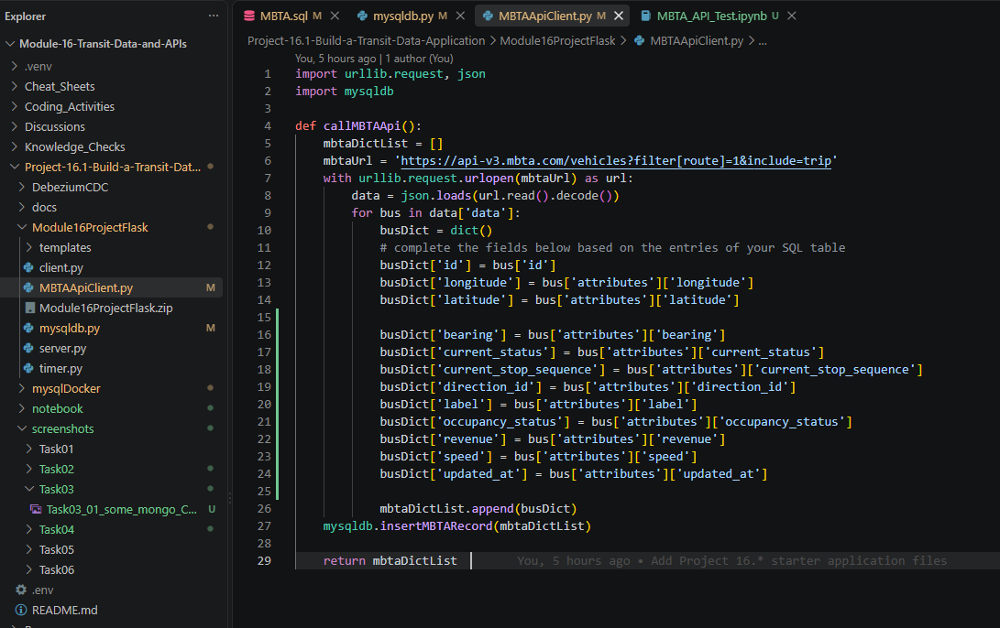 Explorer
...
Module-16-Transit-Data-and-APIs
.venv
Cheat_Sheets
Coding_Activities
Discussions
Knowledge_Checks
Project-16.1-Build-a-Transit-Dat...
DebeziumCDC
docs
Module16ProjectFlask
templates
client.py
MBTAApiClient.py M
Module16ProjectFlask.zip
mysqldb.py M
server.py
timer.py
mysqlDocker
notebook
screenshots
Task01
Task02
Task03
Task03_01_some_mongo_C... U
Task04
Task05
Task06
.env
README.md
MBTA.sql M
mysqldb.py M
MBTAApiClient.py M
MBTA_API_Test.ipynb U
Project-16.1-Build-a-Transit-Data-Application > Module16ProjectFlask > MBTAApiClient.py > ...
You, 5 hours ago | 1 author (You)
1 import urllib.request, json
2 import mysqldb
3
4 def callMBTAApi():
5     mbtaDictList = []
6     mbtaUrl = 'https://api-v3.mbta.com/vehicles?filter[route]=1&include=trip'
7     with urllib.request.urlopen(mbtaUrl) as url:
8         data = json.loads(url.read().decode())
9         for bus in data['data']:
10             busDict = dict()
11             # complete the fields below based on the entries of your SQL table
12             busDict['id'] = bus['id']
13             busDict['longitude'] = bus['attributes']['longitude']
14             busDict['latitude'] = bus['attributes']['latitude']
15
16             busDict['bearing'] = bus['attributes']['bearing']
17             busDict['current_status'] = bus['attributes']['current_status']
18             busDict['current_stop_sequence'] = bus['attributes']['current_stop_sequence']
19             busDict['direction_id'] = bus['attributes']['direction_id']
20             busDict['label'] = bus['attributes']['label']
21             busDict['occupancy_status'] = bus['attributes']['occupancy_status']
22             busDict['revenue'] = bus['attributes']['revenue']
23             busDict['speed'] = bus['attributes']['speed']
24             busDict['updated_at'] = bus['attributes']['updated_at']
25
26             mbtaDictList.append(busDict)
27     mysqldb.insertMBTARecord(mbtaDictList)
28
29     return mbtaDictList You, 5 hours ago • Add Project 16.* starter application files